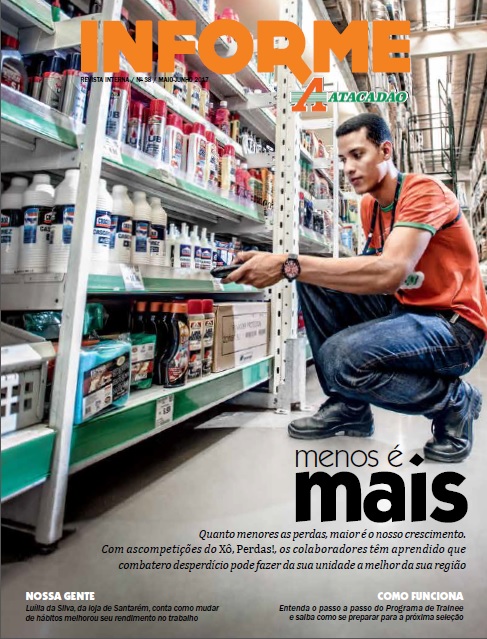 INFORME
REVISTA INTERNA / Nº 38 / MAIO-JUNHO 2017
ATACADÃO
menos é
mais
Quanto menores as perdas, maior é o nosso crescimento.
Com ascompetições do Xô, Perdas!, os colaboradores têm aprendido que
combatero desperdício pode fazer da sua unidade a melhor da sua região
NOSSA GENTE
Luílla da Silva, da loja de Santarém, conta como mudar
de hábitos melhorou seu rendimento no trabalho
COMO FUNCIONA
Entenda o passo a passo do Programa de Trainee
e saiba como se preparar para a próxima seleção